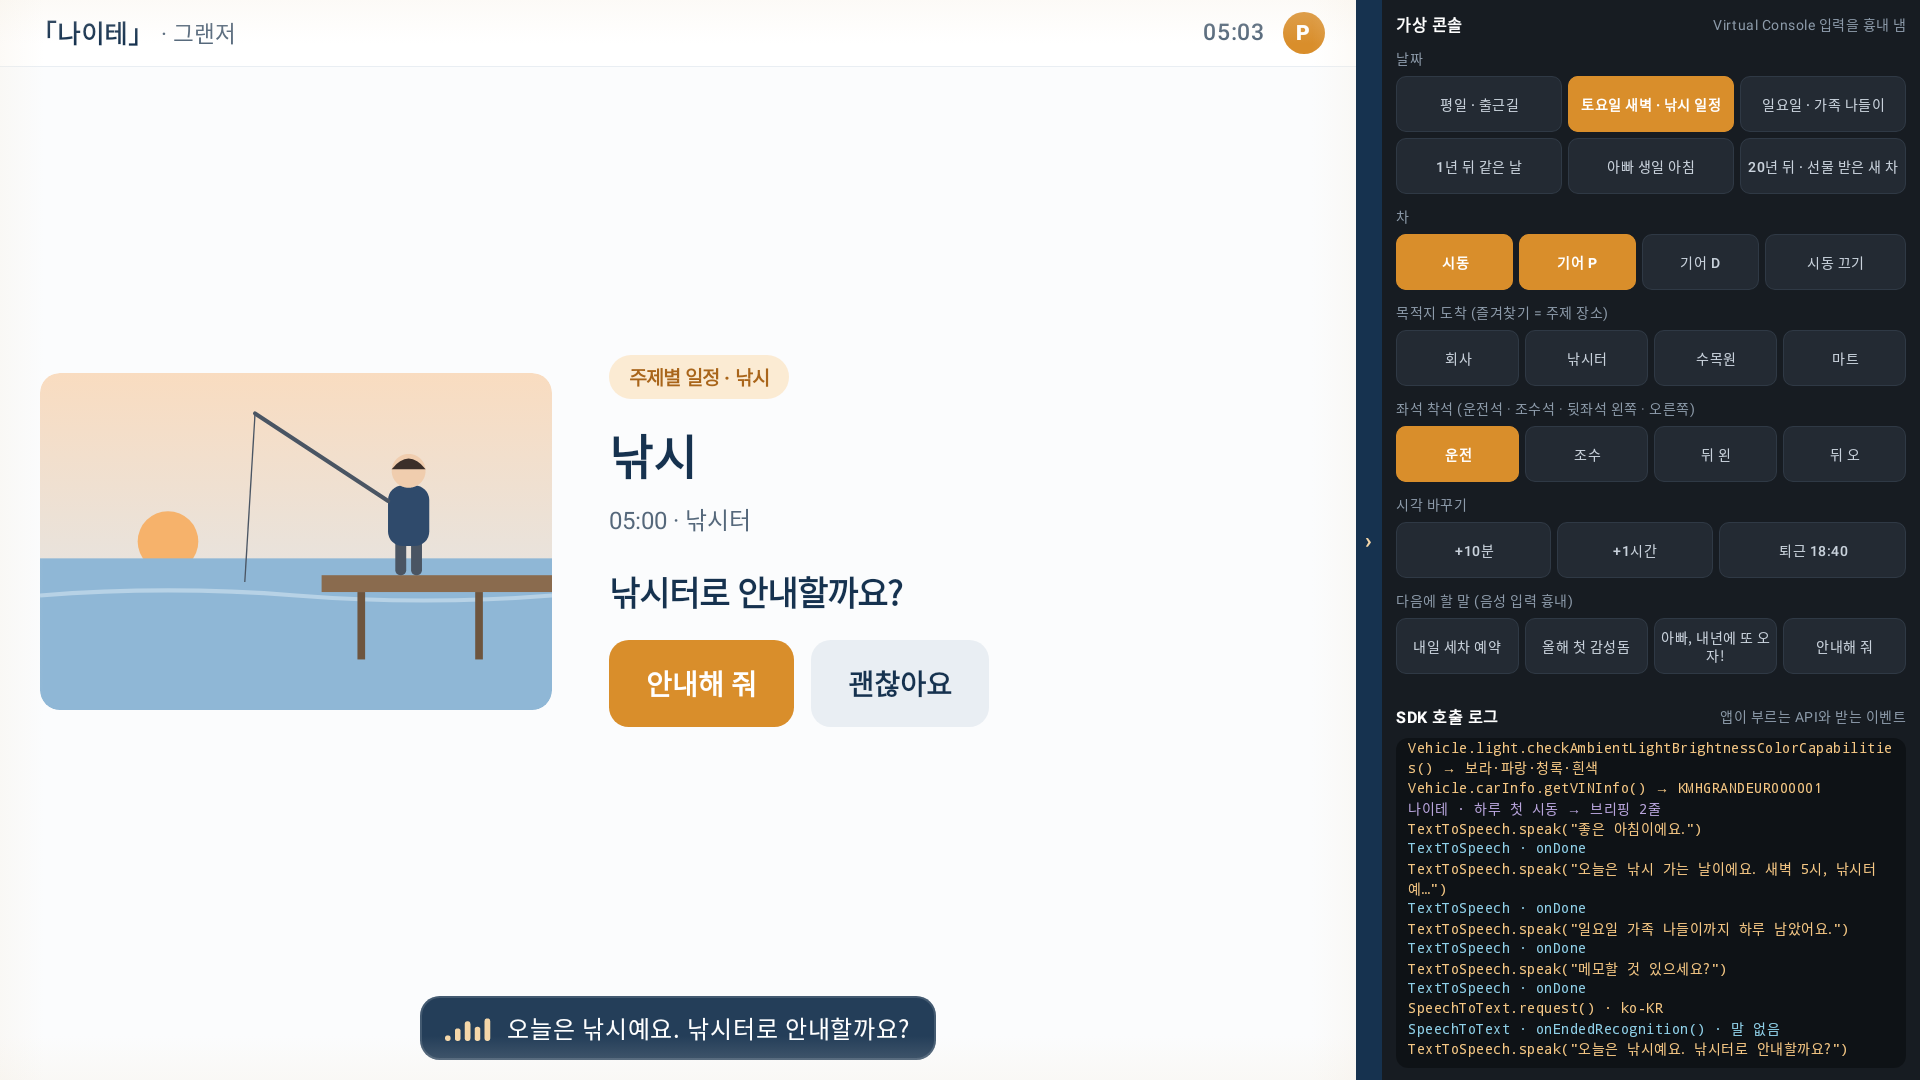 「나이테」 · 그랜저
05:03 P
주제별 일정 · 낚시
낚시
05:00 · 낚시터
낚시터로 안내할까요?
안내해 줘 괜찮아요
오늘은 낚시예요. 낚시터로 안내할까요?
›
가상 콘솔 Virtual Console 입력을 흉내 냄
날짜
평일 · 출근길 토요일 새벽 · 낚시 일정 일요일 · 가족 나들이
1년 뒤 같은 날 아빠 생일 아침 20년 뒤 · 선물 받은 새 차
차
시동 기어 P 기어 D 시동 끄기
목적지 도착 (즐겨찾기 = 주제 장소)
회사 낚시터 수목원 마트
좌석 착석 (운전석 · 조수석 · 뒷좌석 왼쪽 · 오른쪽)
운전 조수 뒤 왼 뒤 오
시각 바꾸기
+10분 +1시간 퇴근 18:40
다음에 할 말 (음성 입력 흉내)
내일 세차 예약 올해 첫 감성돔 아빠, 내년에 또 오
자! 안내해 줘
SDK 호출 로그 앱이 부르는 API와 받는 이벤트
Vehicle.light.checkAmbientLightBrightnessColorCapabilitie
s() → 보라·파랑·청록·흰색
Vehicle.carInfo.getVINInfo() → KMHGRANDEUR000001
나이테 · 하루 첫 시동 → 브리핑 2줄
TextToSpeech.speak("좋은 아침이에요.")
TextToSpeech · onDone
TextToSpeech.speak("오늘은 낚시 가는 날이에요. 새벽 5시, 낚시터
예…")
TextToSpeech · onDone
TextToSpeech.speak("일요일 가족 나들이까지 하루 남았어요.")
TextToSpeech · onDone
TextToSpeech.speak("메모할 것 있으세요?")
TextToSpeech · onDone
SpeechToText.request() · ko-KR
SpeechToText · onEndedRecognition() · 말 없음
TextToSpeech.speak("오늘은 낚시예요. 낚시터로 안내할까요?")